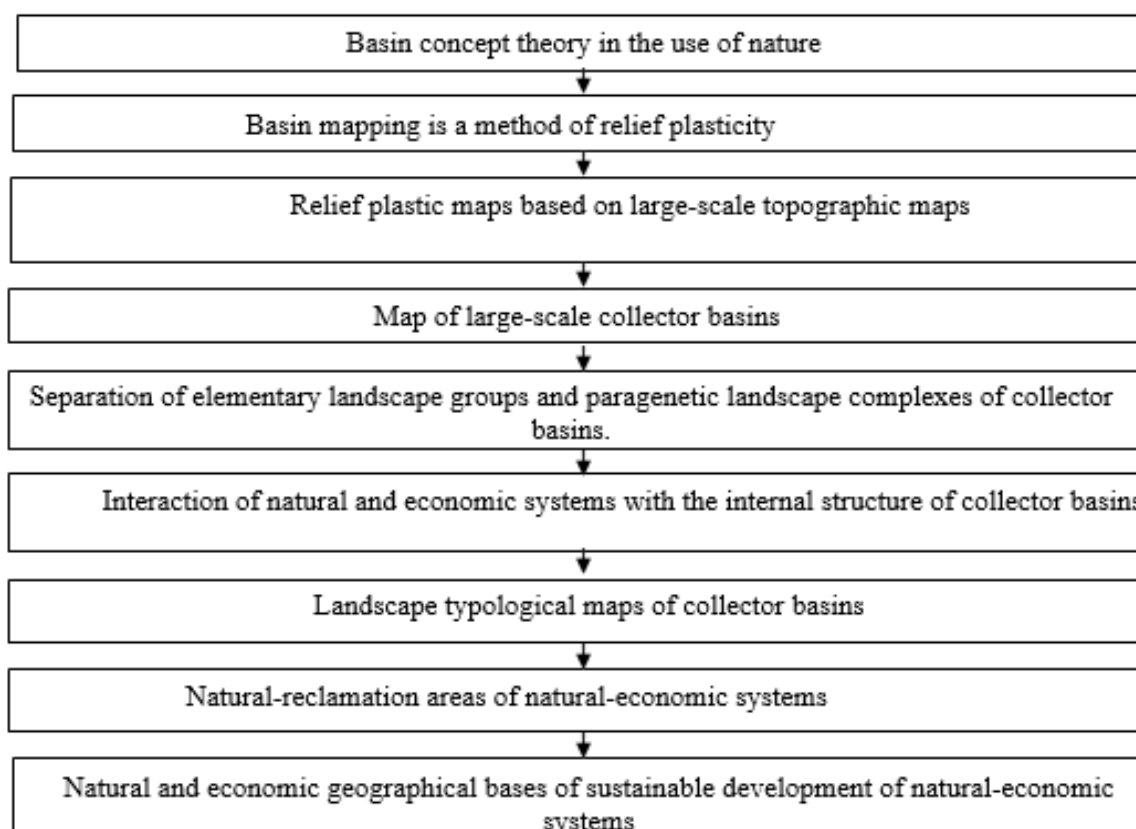 Basin concept theory in the use of nature
Basin mapping is a method of relief plasticity
Relief plastic maps based on large-scale topographic maps
Map of large-scale collector basins
Separation of elementary landscape groups and paragenetic landscape complexes of collector
basins.
Interaction of natural and economic systems with the internal structure of collector basins
Landscape typological maps of collector basins
Natural-reclamation areas of natural-economic systems
Natural and economic geographical bases of sustainable development of natural-economic
systems